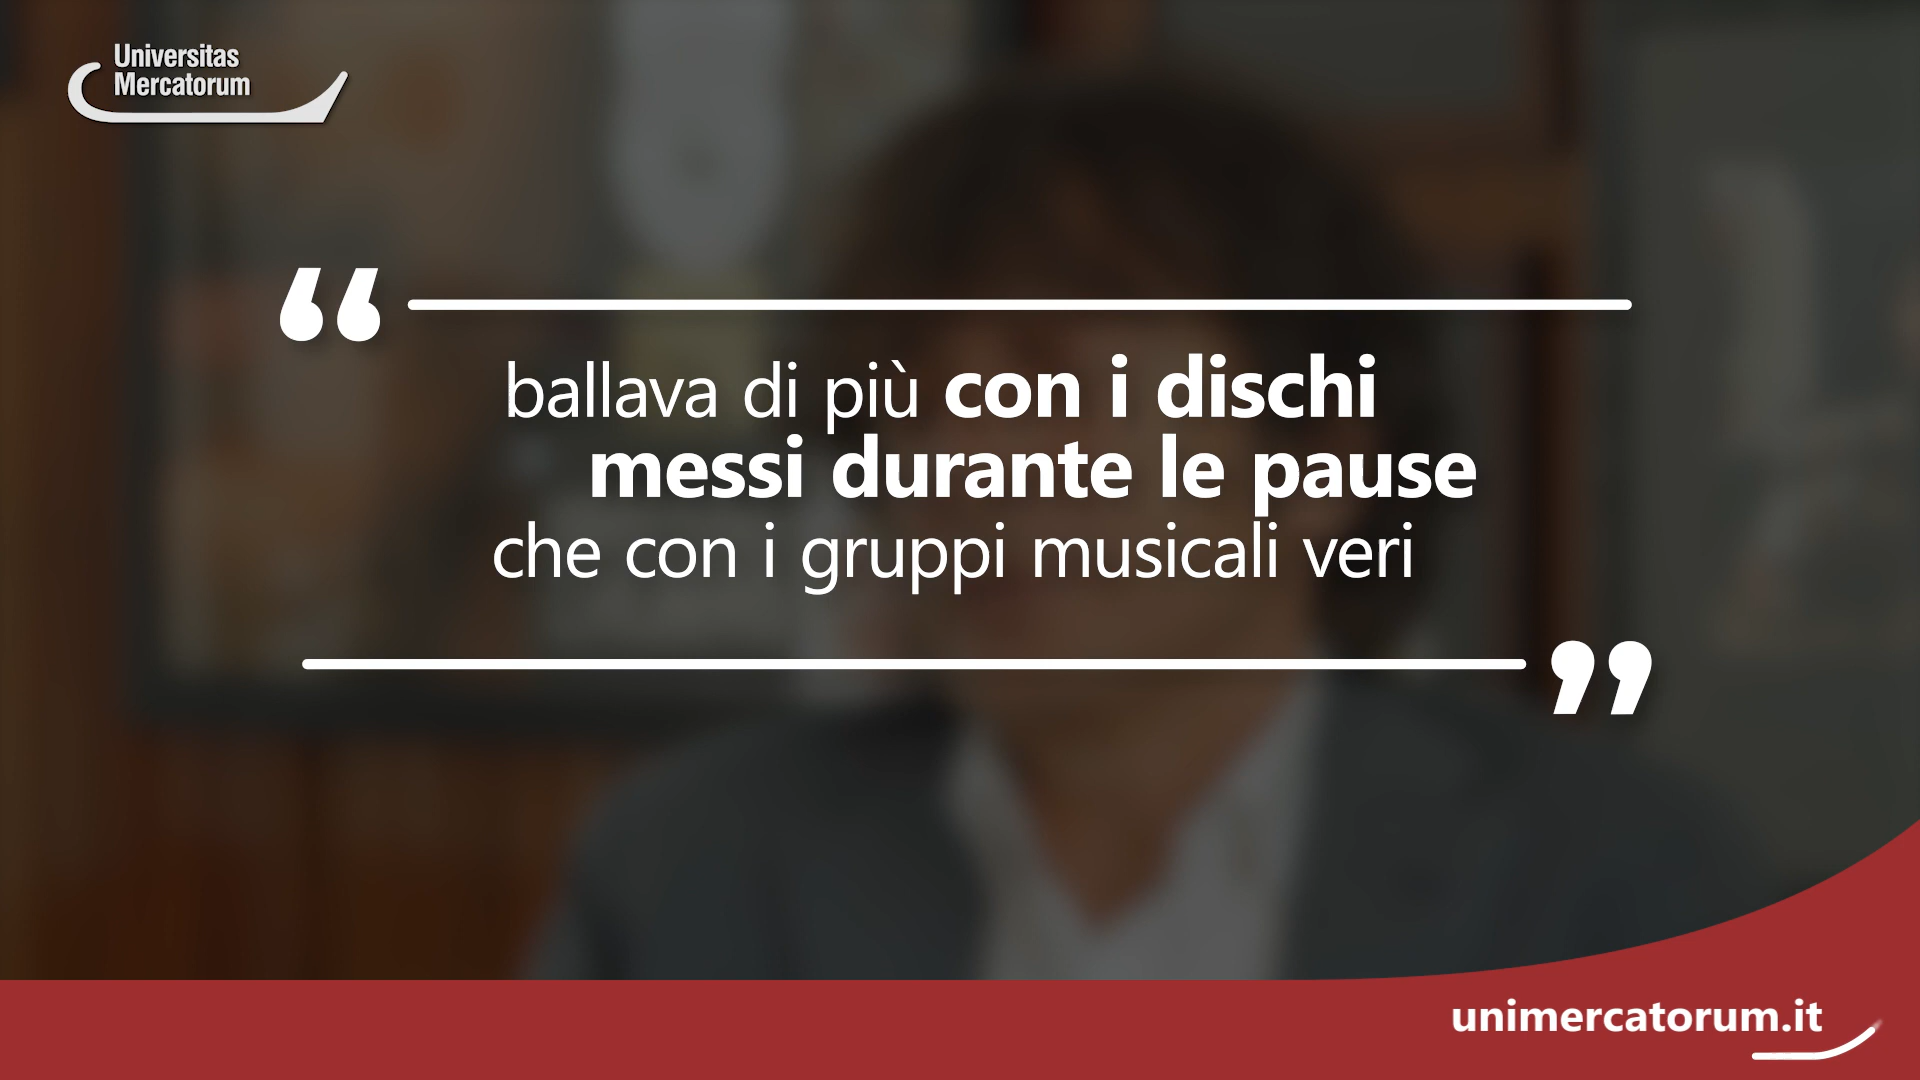 Universitas
Mercatorum
“
ballava di più con i dischi
messi durante le pause
che con i gruppi musicali veri
”
unimercatorum.it